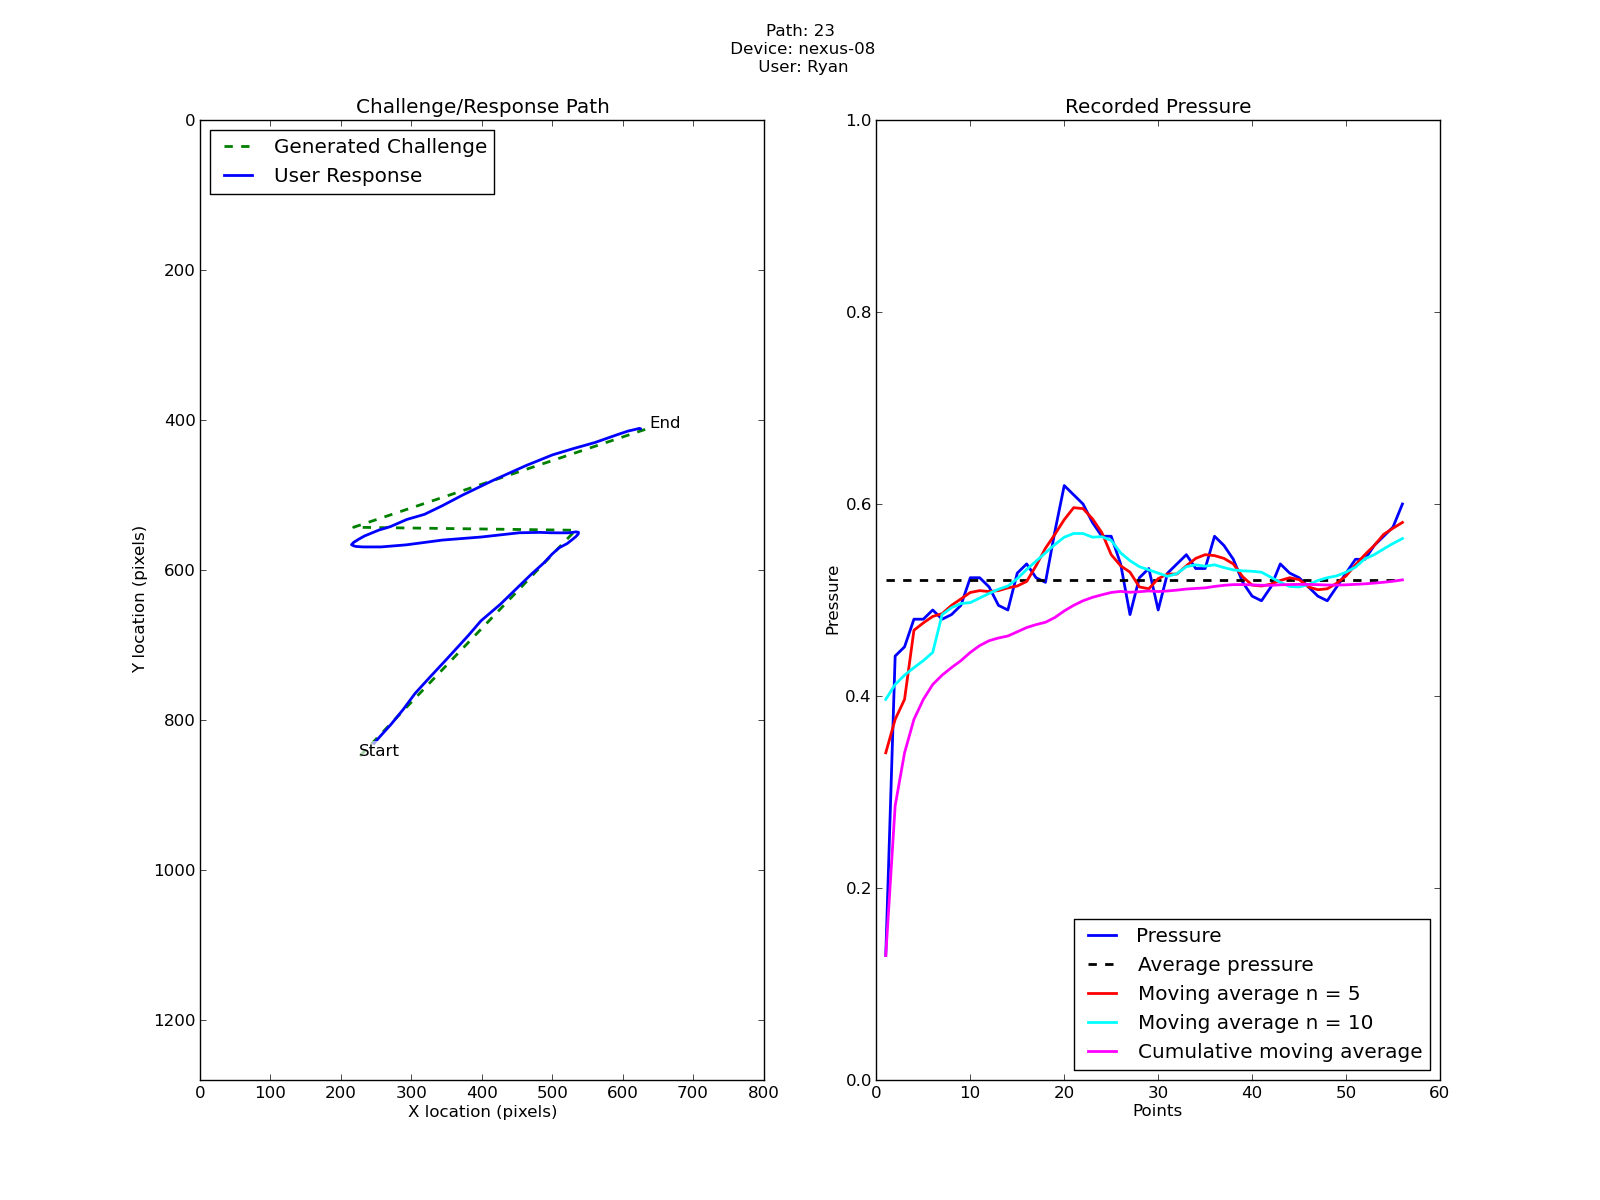 Path: 23
Device: nexus-08
User: Ryan
Challenge/Response Path
Generated Challenge
User Response
0
200
400
600
800
1000
1200
Y location (pixels)
End
Start
0 100 200 300 400 500 600 700 800
X location (pixels)
Recorded Pressure
1.0
0.8
0.6
0.4
0.2
0.0
Pressure
Pressure
Average pressure
Moving average n = 5
Moving average n = 10
Cumulative moving average
0 10 20 30 40 50 60
Points